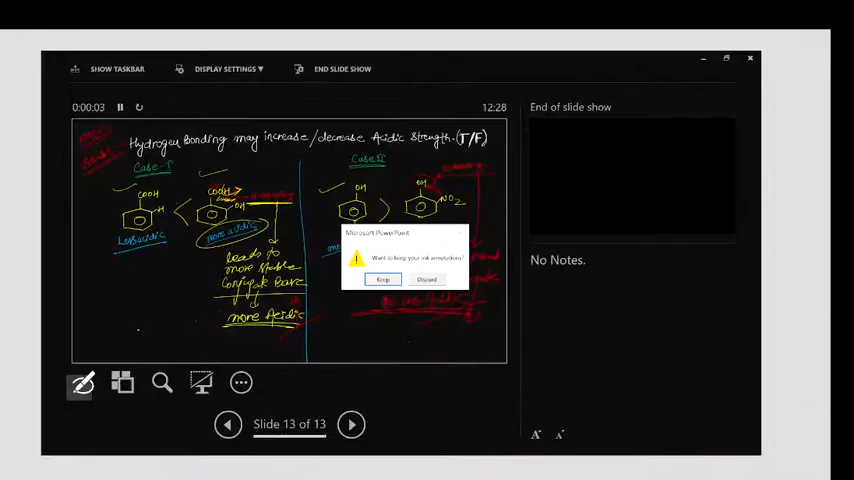 SHOW TASKBAR
DISPLAY SETTINGS ▼
END SLIDE SHOW
0:00:03
12:28
End of slide show
Hydrogen Bonding may increase/decrease Acidic Strength. (T/F)
Case-I
Case II
COOH
H
<
COOH
OH
OH
>
OH
NO2
Less acidic
more acidic
leads to
more stable
Conjugate Base
more Acidic
Microsoft PowerPoint
Want to keep your ink annotations?
Keep
Discard
No Notes.
Slide 13 of 13
A
A